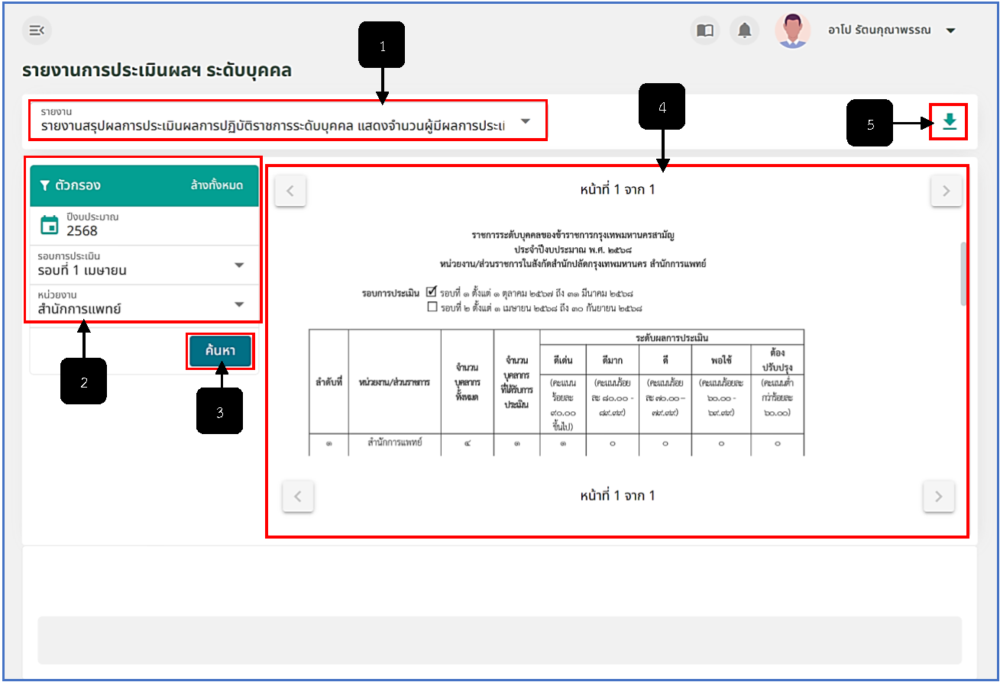 อาโป รัตนกุณาพรรณ
1
รายงานการประเมินผลฯ ระดับบุคคล
รายงาน
รายงานสรุปผลการประเมินผลการปฏิบัติราชการระดับบุคคล แสดงจำนวนผู้มีผลการประเ
4
5
ตัวกรอง ล้างทั้งหมด
ปีงบประมาณ
2568
รอบการประเมิน
รอบที่ 1 เมษายน
หน่วยงาน
สำนักการแพทย์
ค้นหา
2
3
หน้าที่ 1 จาก 1
ราชการระดับบุคคลของข้าราชการกรุงเทพมหานครสามัญ
ประจำปีงบประมาณ พ.ศ. ๒๕๖๘
หน่วยงาน/ส่วนราชการในสังกัดสำนักปลัดกรุงเทพมหานคร สำนักการแพทย์
รอบการประเมิน ☑ รอบที่ ๑ ตั้งแต่ ๑ ตุลาคม ๒๕๖๗ ถึง ๓๑ มีนาคม ๒๕๖๘
☐ รอบที่ ๒ ตั้งแต่ ๑ เมษายน ๒๕๖๘ ถึง ๓๐ กันยายน ๒๕๖๘
ลำดับที่
หน่วยงาน/ส่วนราชการ
จำนวน
บุคลากร
ทั้งหมด
จำนวน
บุคลากร
ที่ได้รับการ
ประเมิน
ระดับผลการประเมิน
ดีเด่น
(คะแนน
ร้อยละ
๙๐.๐๐
ขึ้นไป)
ดีมาก
(คะแนนร้อย
ละ ๘๐.๐๐ -
๘๙.๙๙)
ดี
(คะแนนร้อย
ละ ๗๐.๐๐ –
๗๙.๙๙)
พอใช้
(คะแนนร้อยละ
๖๐.๐๐ -
๖๙.๙๙)
ต้อง
ปรับปรุง
(คะแนนต่ำ
กว่าร้อยละ
๖๐.๐๐)
๑ สำนักการแพทย์ ๔ ๑ ๑ ๐ ๐ ๐ ๐
หน้าที่ 1 จาก 1